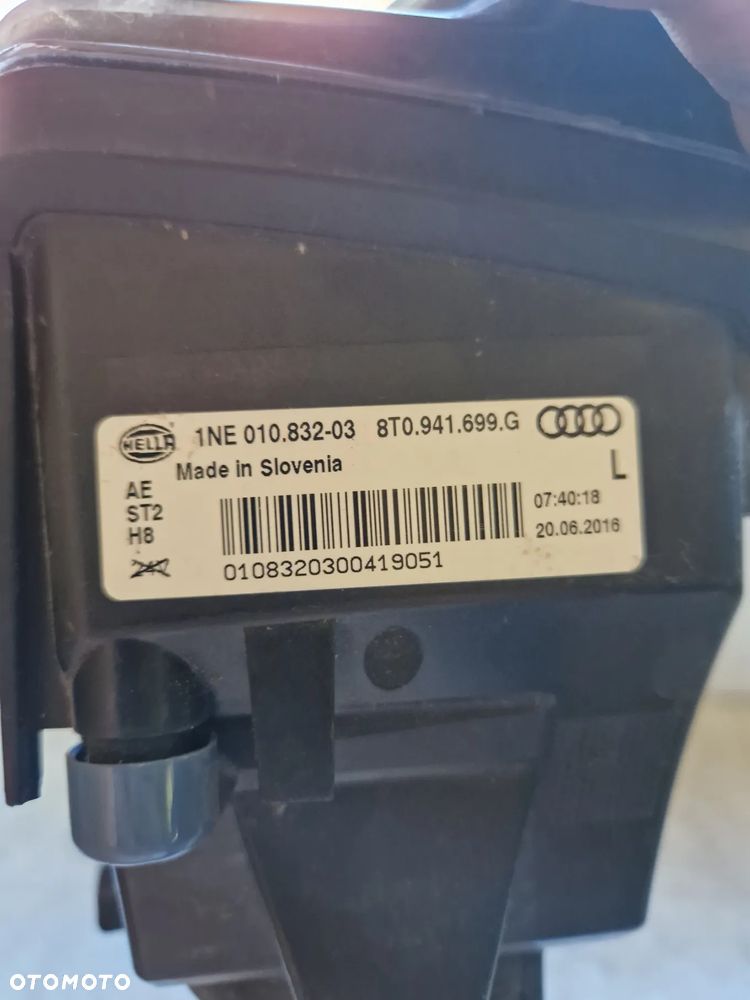 HELLA 1NE 010.832-03 8T0.941.699.G
Made in Slovenia L
AE
ST2
H8
07:40:18
20.06.2016
0108320300419051
OTOMOTO